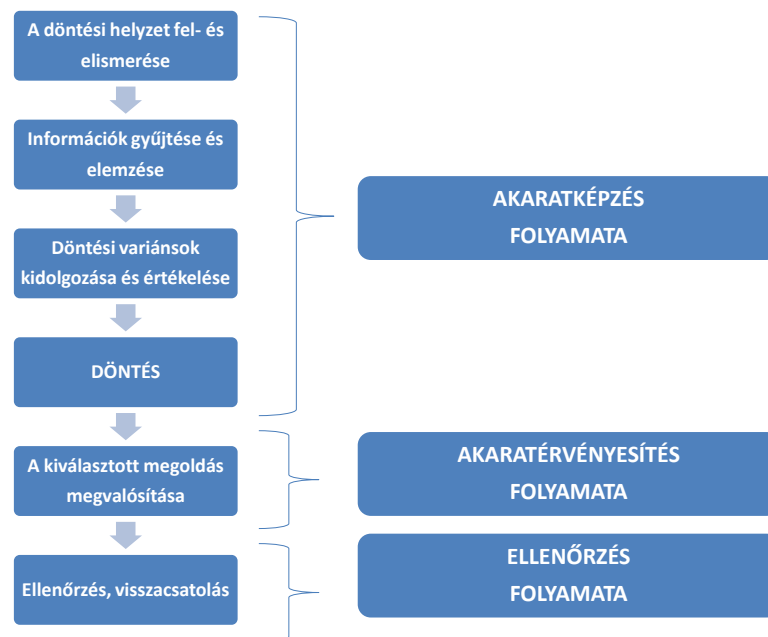 A döntési helyzet fel- és
elismerése
Információk gyűjtése és
elemzése
Döntési variánsok
kidolgozása és értékelése
DÖNTÉS
A kiválasztott megoldás
megvalósítása
Ellenőrzés, visszacsatolás
AKARATKÉPZÉS
FOLYAMATA
AKARATÉRVÉNYESÍTÉS
FOLYAMATA
ELLENŐRZÉS
FOLYAMATA